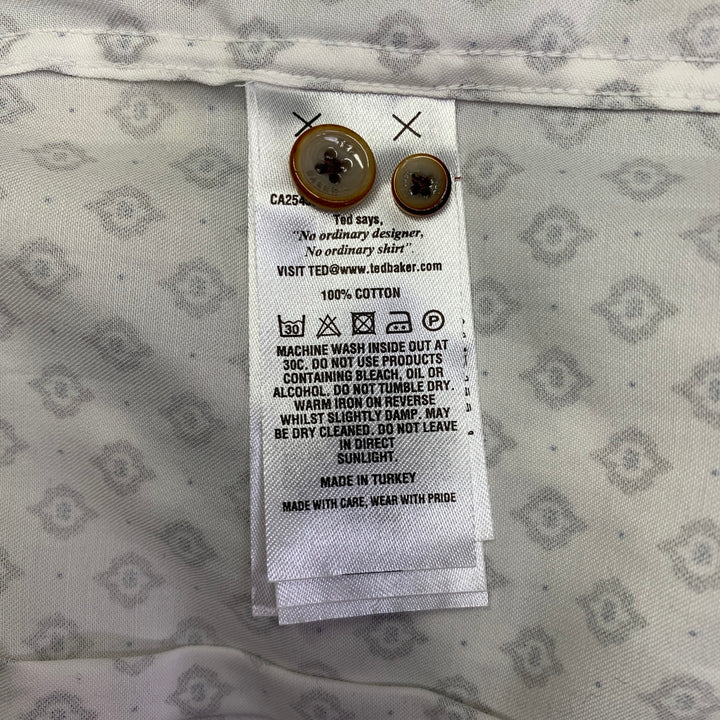 Ted says,
"No ordinary designer,
No ordinary shirt".
VISIT TED@www.tedbaker.com
100% COTTON
30
P
MACHINE WASH INSIDE OUT AT
30C. DO NOT USE PRODUCTS
CONTAINING BLEACH, OIL OR
ALCOHOL. DO NOT TUMBLE DRY.
WARM IRON ON REVERSE
WHILST SLIGHTLY DAMP. MAY
BE DRY CLEANED. DO NOT LEAVE
IN DIRECT
SUNLIGHT.
MADE IN TURKEY
MADE WITH CARE, WEAR WITH PRIDE